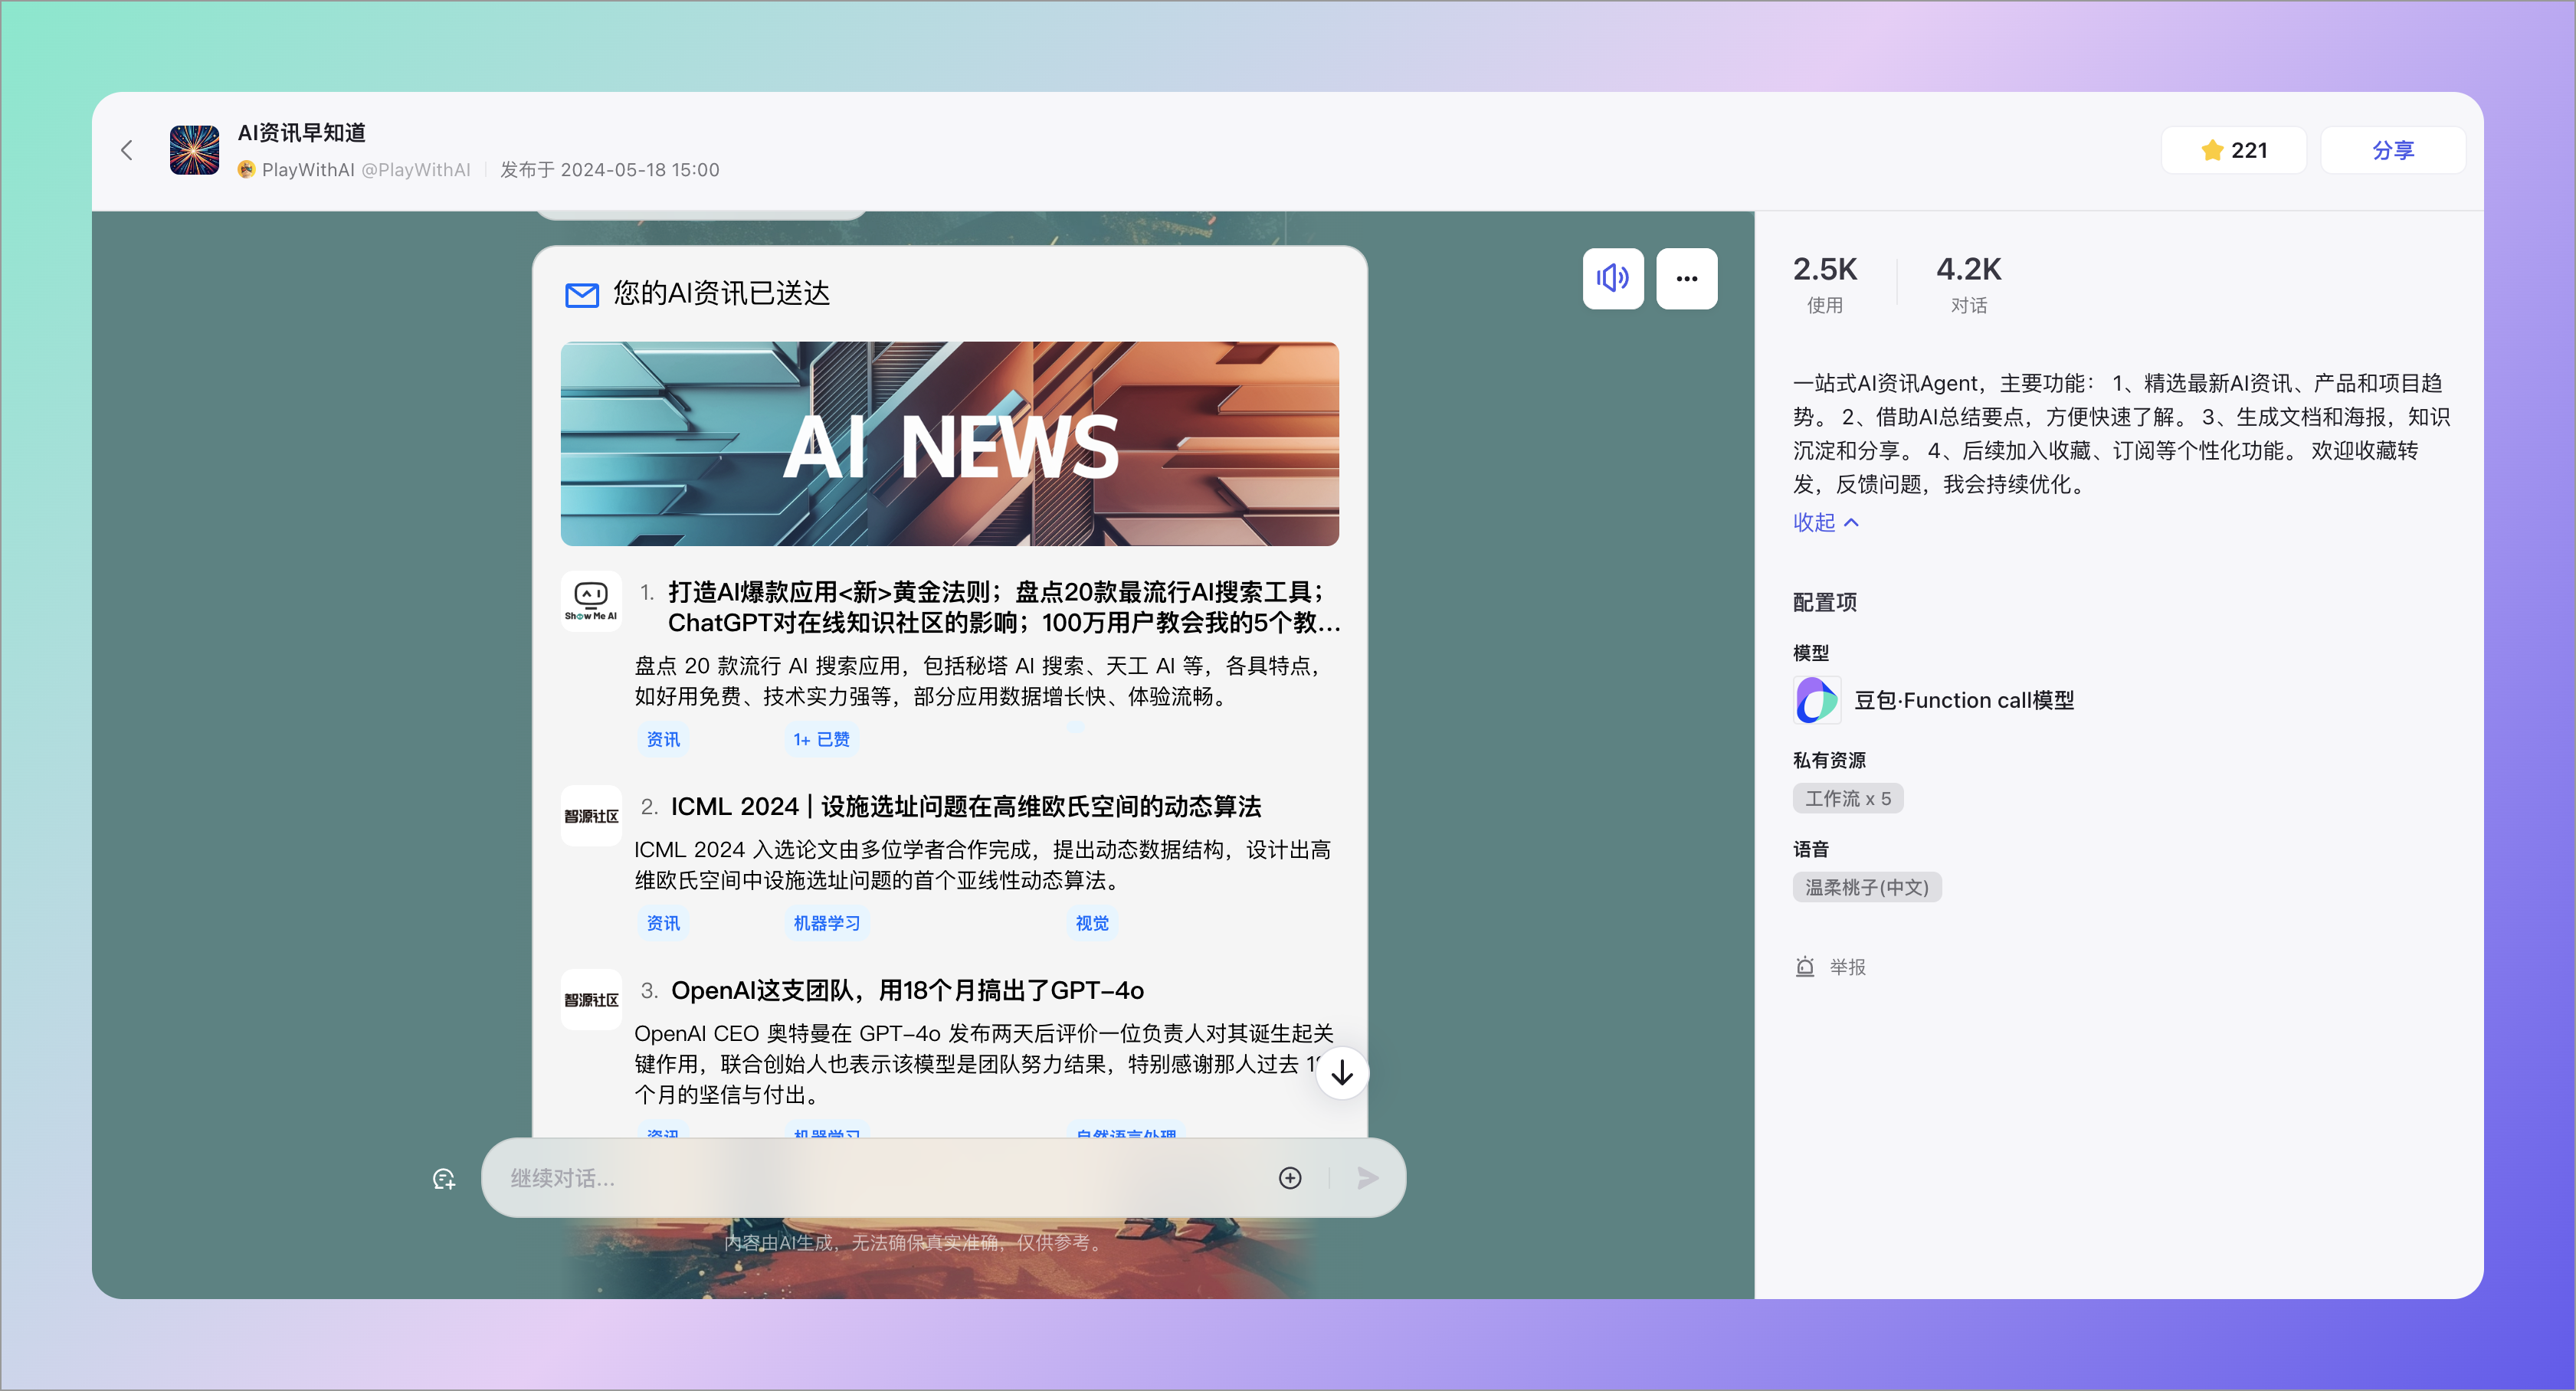 AI资讯早知道
PlayWithAI @PlayWithAI 发布于 2024-05-18 15:00
221
分享
您的AI资讯已送达
AI NEWS
Show Me AI
1. 打造AI爆款应用<新>黄金法则；盘点20款最流行AI搜索工具；
ChatGPT对在线知识社区的影响；100万用户教会我的5个教...
盘点 20 款流行 AI 搜索应用，包括秘塔 AI 搜索、天工 AI 等，各具特点，
如好用免费、技术实力强等，部分应用数据增长快、体验流畅。
资讯 1+ 已赞
智源社区
2. ICML 2024 | 设施选址问题在高维欧氏空间的动态算法
ICML 2024 入选论文由多位学者合作完成，提出动态数据结构，设计出高
维欧氏空间中设施选址问题的首个亚线性动态算法。
资讯 机器学习 视觉
智源社区
3. OpenAI这支团队，用18个月搞出了GPT-4o
OpenAI CEO 奥特曼在 GPT-4o 发布两天后评价一位负责人对其诞生起关
键作用，联合创始人也表示该模型是团队努力结果，特别感谢那人过去
个月的坚信与付出。
资讯 机器学习 自然语言处理
继续对话...
内容由AI生成，无法确保真实准确，仅供参考。
2.5K 4.2K
使用 对话
一站式AI资讯Agent，主要功能： 1、精选最新AI资讯、产品和项目趋
势。 2、借助AI总结要点，方便快速了解。 3、生成文档和海报，知识
沉淀和分享。 4、后续加入收藏、订阅等个性化功能。 欢迎收藏转
发，反馈问题，我会持续优化。
收起
配置项
模型
豆包·Function call模型
私有资源
工作流 x 5
语音
温柔桃子(中文)
举报